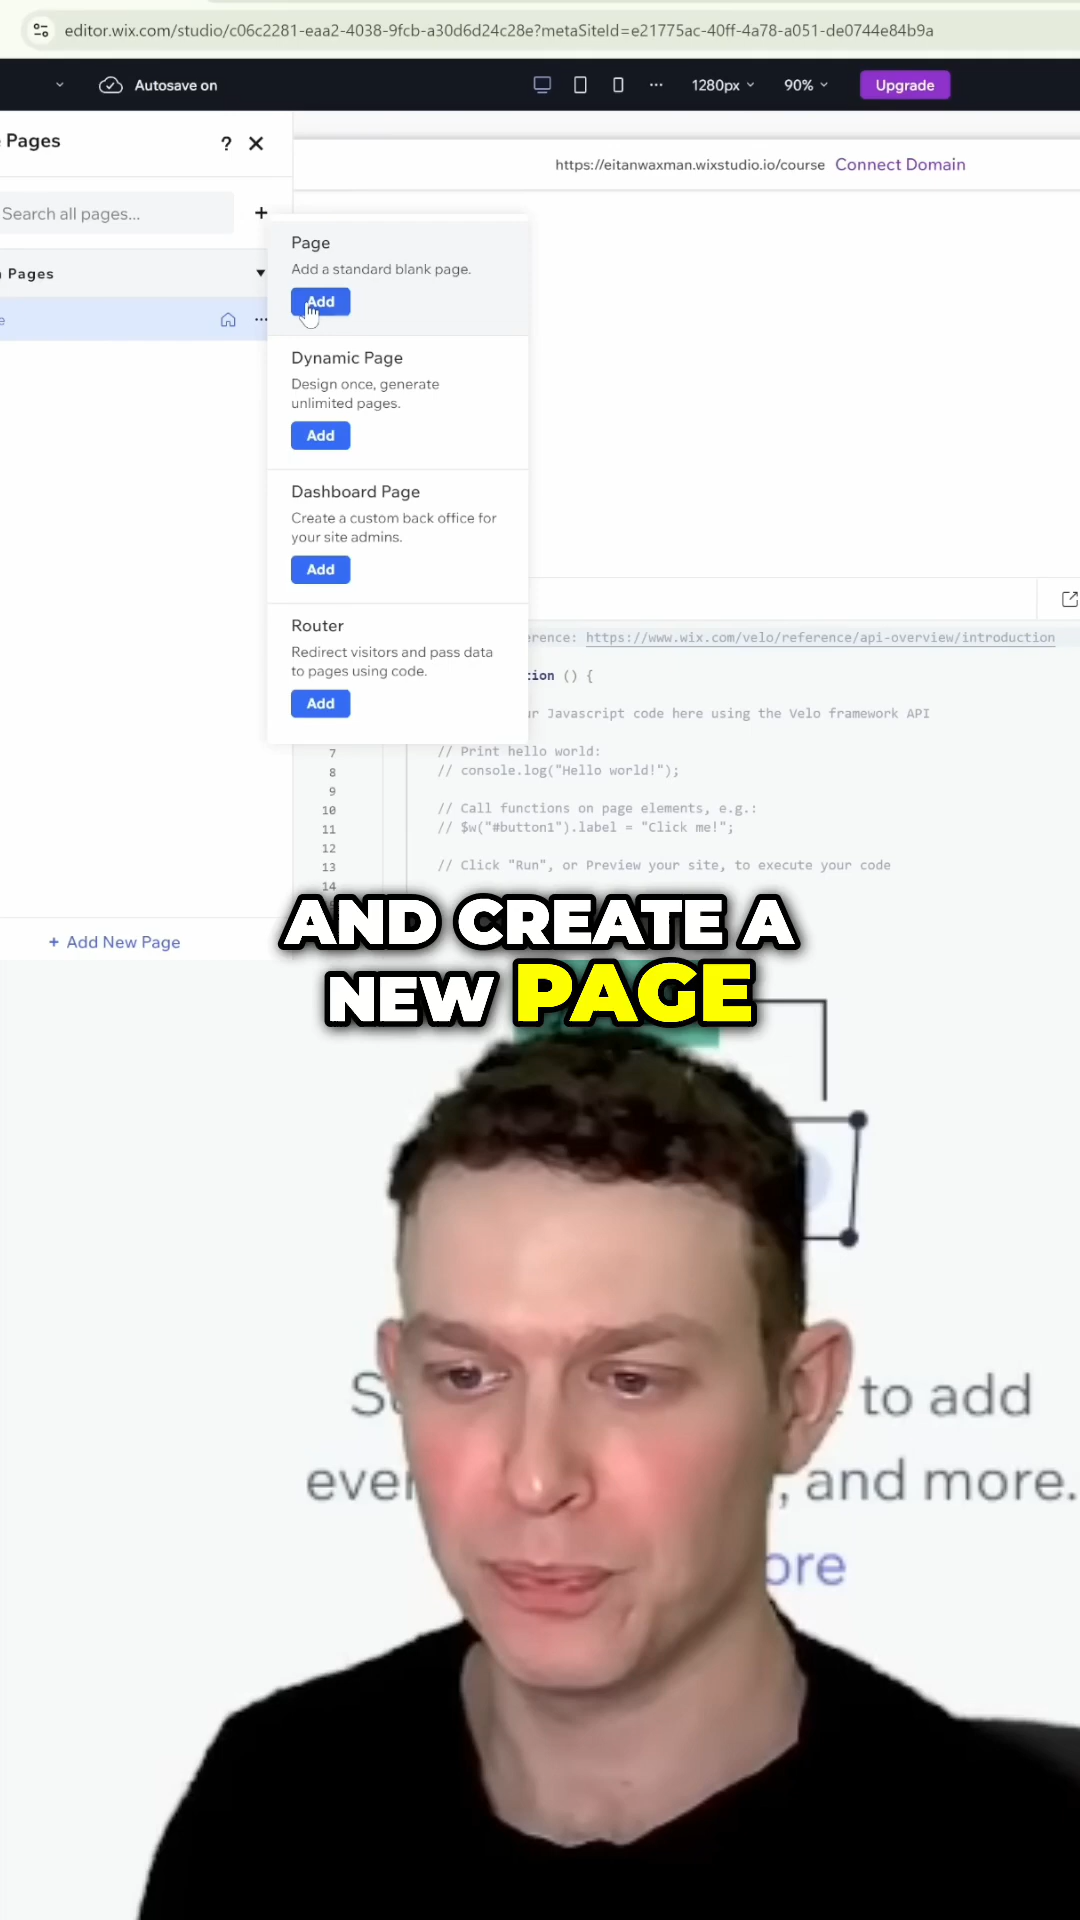 editor.wix.com/studio/c06c2281-eaa2-4038-9fcb-a30d6d24c28e?metaSiteId=e21775ac-40ff-4a78-a051-de0744e84b9a
Autosave on
1280px
90%
Upgrade
Pages
?
https://eitanwaxman.wixstudio.io/course Connect Domain
Search all pages...
+
Pages
Page
Add a standard blank page.
Add
Dynamic Page
Design once, generate
unlimited pages.
Add
Dashboard Page
Create a custom back office for
your site admins.
Add
Router
Redirect visitors and pass data
to pages using code.
Add
erence: https://www.wix.com/velo/reference/api-overview/introduction
tion () {
ur Javascript code here using the Velo framework API
7 // Print hello world:
8 // console.log("Hello world!");
9
10 // Call functions on page elements, e.g.:
11 // $w("#button1").label = "Click me!";
12
13 // Click "Run", or Preview your site, to execute your code
14
+ Add New Page
AND CREATE A
NEW PAGE
to add
, and more.